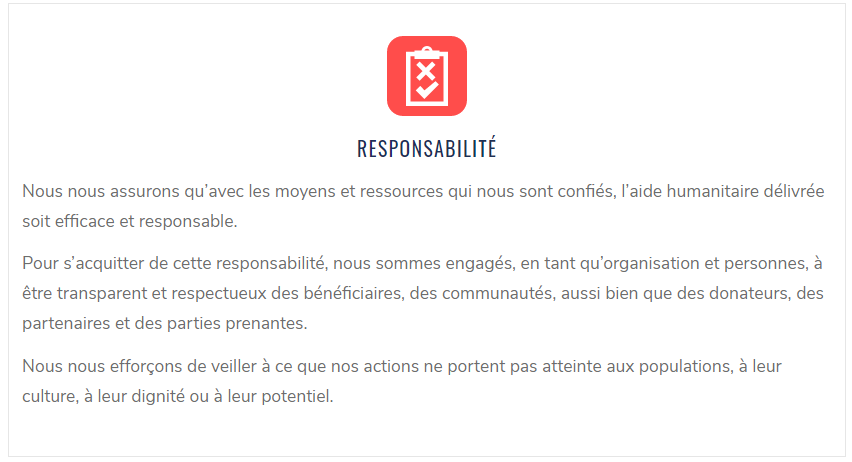 RESPONSABILITÉ
Nous nous assurons qu’avec les moyens et ressources qui nous sont confiés, l’aide humanitaire délivrée
soit efficace et responsable.
Pour s’acquitter de cette responsabilité, nous sommes engagés, en tant qu’organisation et personnes, à
être transparent et respectueux des bénéficiaires, des communautés, aussi bien que des donateurs, des
partenaires et des parties prenantes.
Nous nous efforçons de veiller à ce que nos actions ne portent pas atteinte aux populations, à leur
culture, à leur dignité ou à leur potentiel.